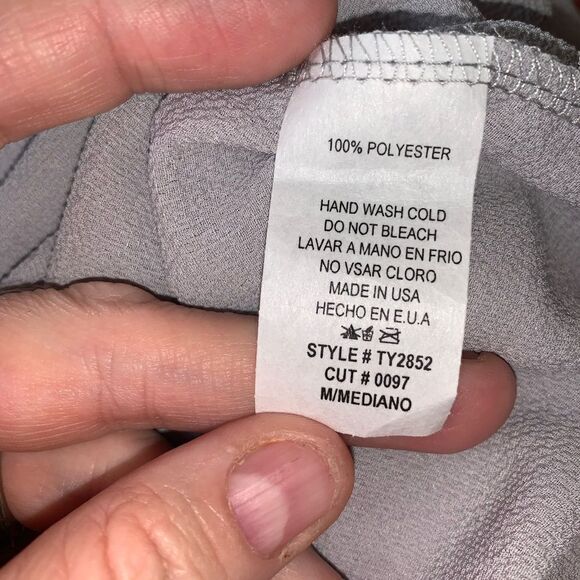 100% POLYESTER
HAND WASH COLD
DO NOT BLEACH
LAVAR A MANO EN FRIO
NO VSAR CLORO
MADE IN USA
HECHO EN E.U.A
STYLE # TY2852
CUT # 0097
M/MEDIANO